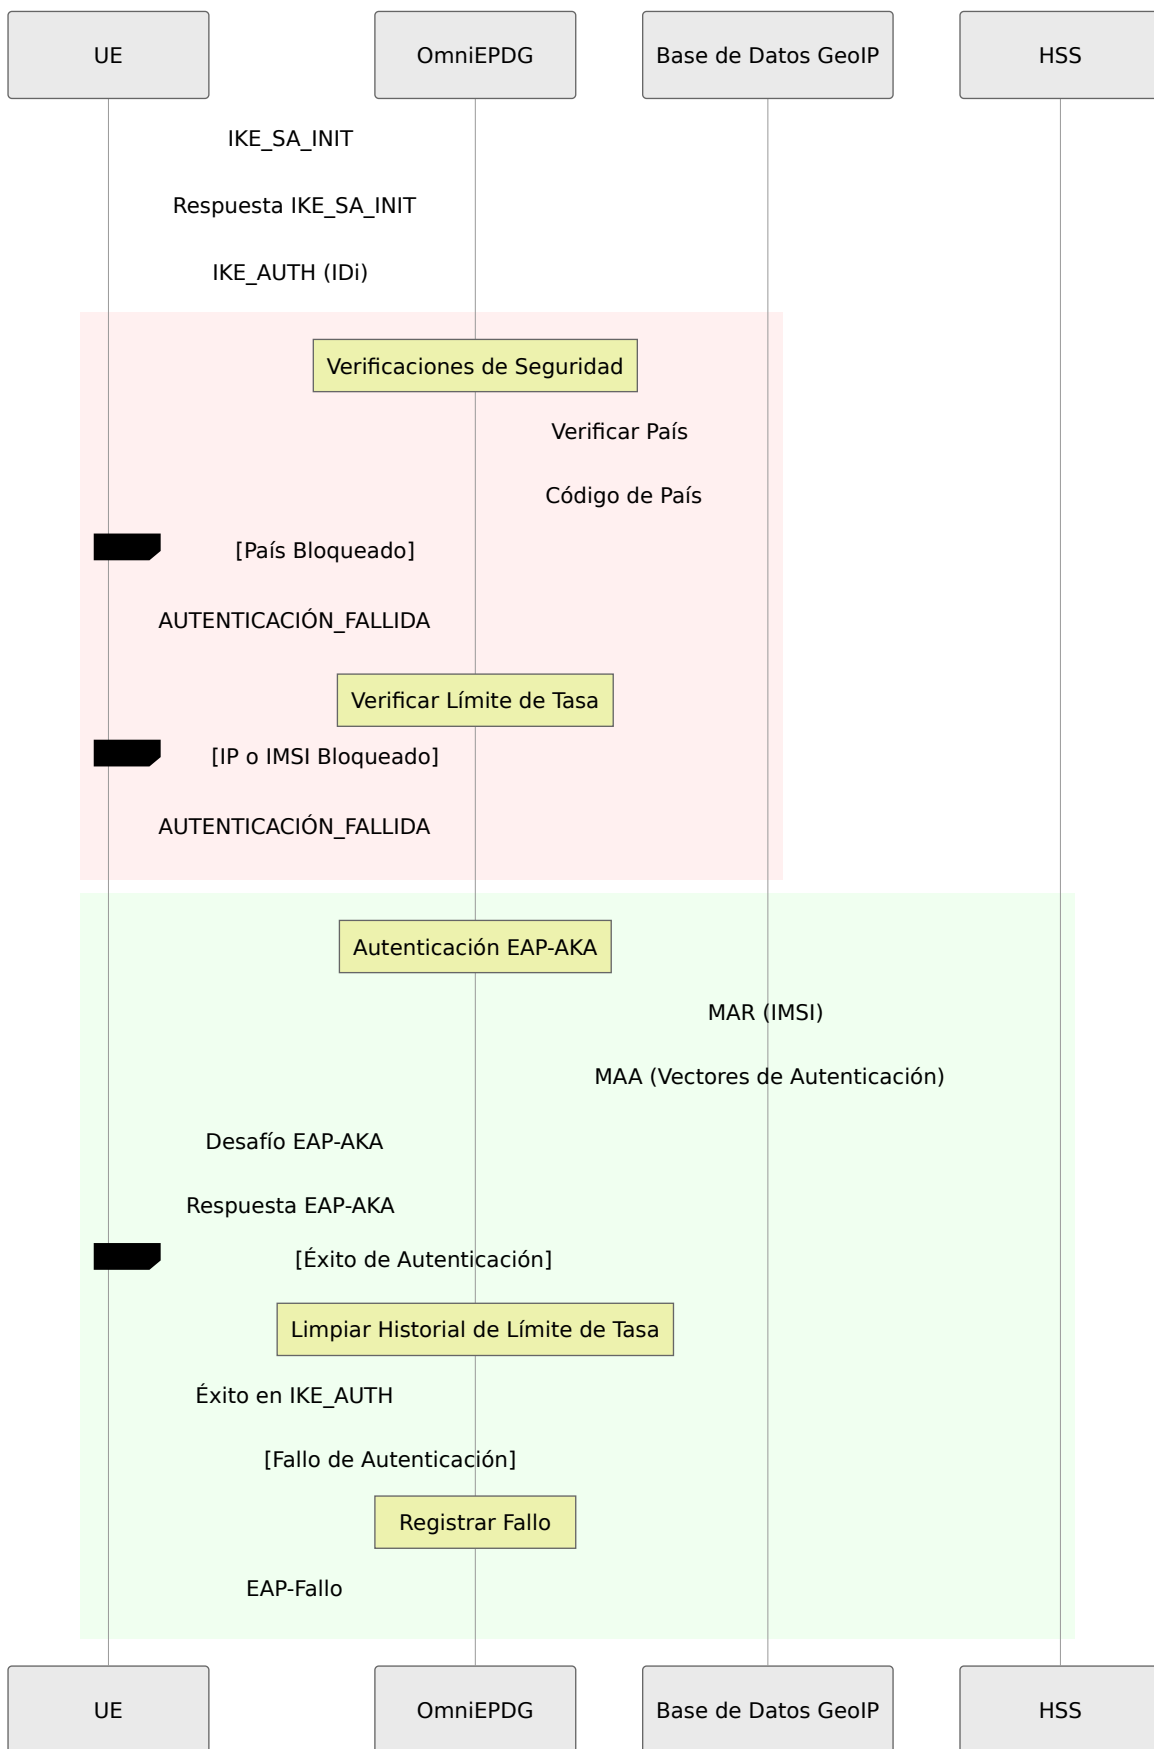 UE
OmniEPDG
Base de Datos GeoIP
HSS
IKE_SA_INIT
Respuesta IKE_SA_INIT
IKE_AUTH (IDi)
Verificaciones de Seguridad
Verificar País
Código de País
[País Bloqueado]
AUTENTICACIÓN_FALLIDA
Verificar Límite de Tasa
[IP o IMSI Bloqueado]
AUTENTICACIÓN_FALLIDA
Autenticación EAP-AKA
MAR (IMSI)
MAA (Vectores de Autenticación)
Desafío EAP-AKA
Respuesta EAP-AKA
[Éxito de Autenticación]
Limpiar Historial de Límite de Tasa
Éxito en IKE_AUTH
[Fallo de Autenticación]
Registrar Fallo
EAP-Fallo
UE
OmniEPDG
Base de Datos GeoIP
HSS